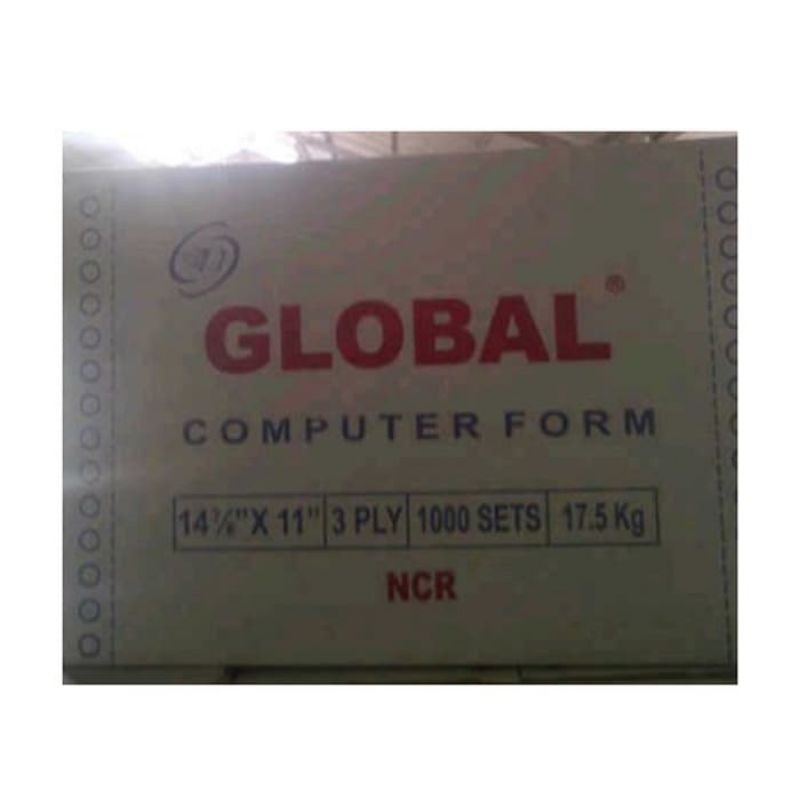 GLOBAL®
COMPUTER FORM
14⅞"X 11" 3 PLY 1000 SETS 17.5 Kg
NCR